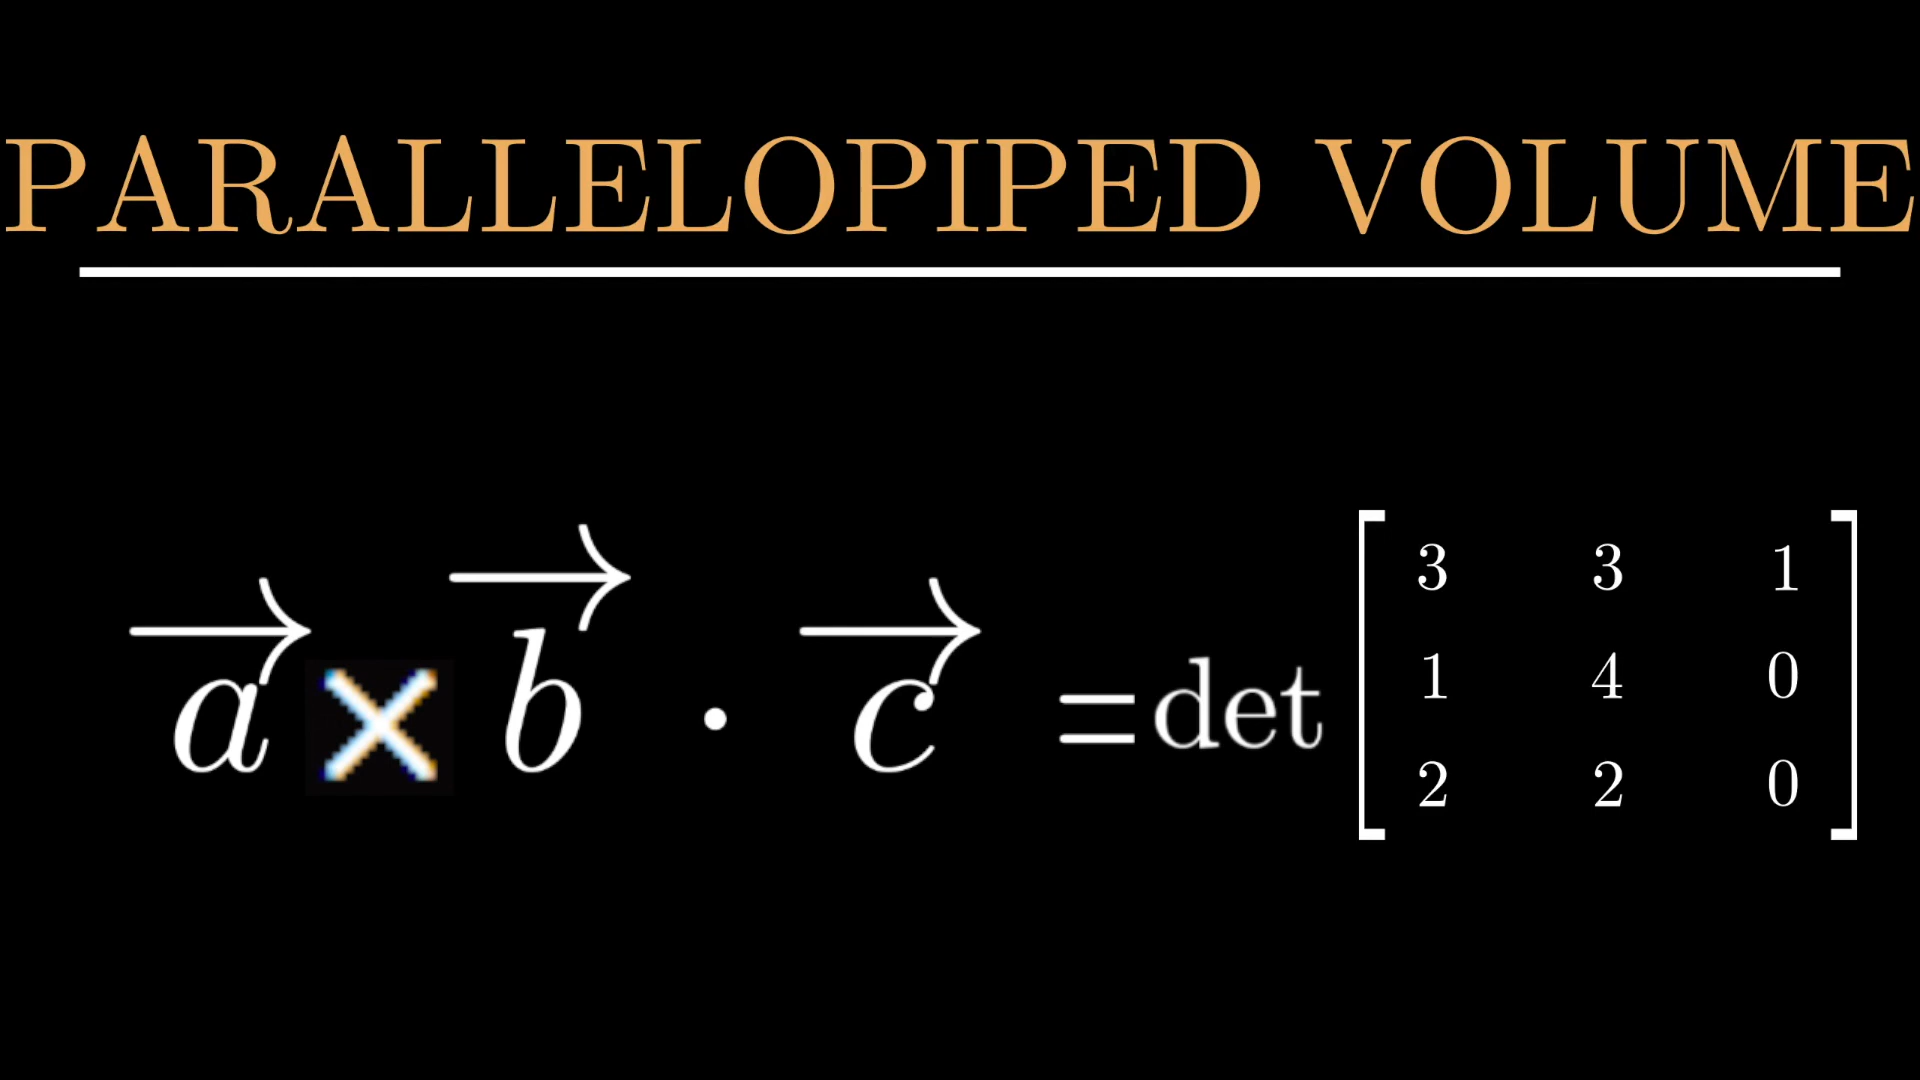 PARALLELOPIPED VOLUME
3 3 1
1 4 0
a⃗ × b⃗ · c⃗ = det
2 2 0